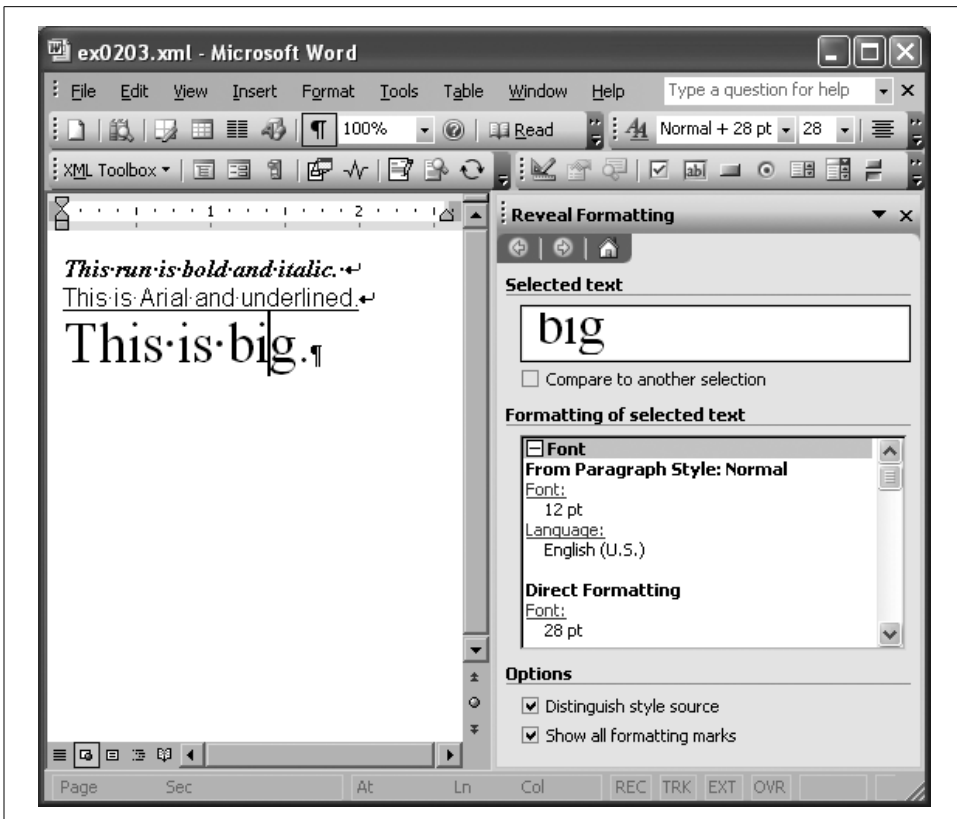 ex0203.xml - Microsoft Word
File Edit View Insert Format Tools Table Window Help Type a question for help
¶ 100% Read A4 Normal + 28 pt 28
XML Toolbox ab
1 2
Reveal Formatting
This·run·is·bold·and·italic.·↵
This·is·Arial·and·underlined.↵
This·is·big.¶
Selected text
big
Compare to another selection
Formatting of selected text
Font
From Paragraph Style: Normal
Font:
12 pt
Language:
English (U.S.)
Direct Formatting
Font:
28 pt
Options
Distinguish style source
Show all formatting marks
Page Sec At Ln Col REC TRK EXT OVR